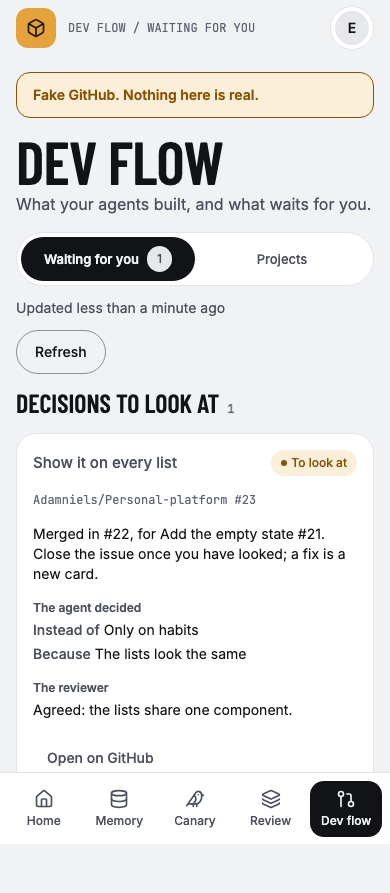 DEV FLOW / WAITING FOR YOU
E
Fake GitHub. Nothing here is real.
DEV FLOW
What your agents built, and what waits for you.
Waiting for you 1
Projects
Updated less than a minute ago
Refresh
DECISIONS TO LOOK AT 1
Show it on every list
To look at
Adamniels/Personal-platform #23
Merged in #22, for Add the empty state #21.
Close the issue once you have looked; a fix is a
new card.
The agent decided
Instead of Only on habits
Because The lists look the same
The reviewer
Agreed: the lists share one component.
Open on GitHub
Home
Memory
Canary
Review
Dev flow